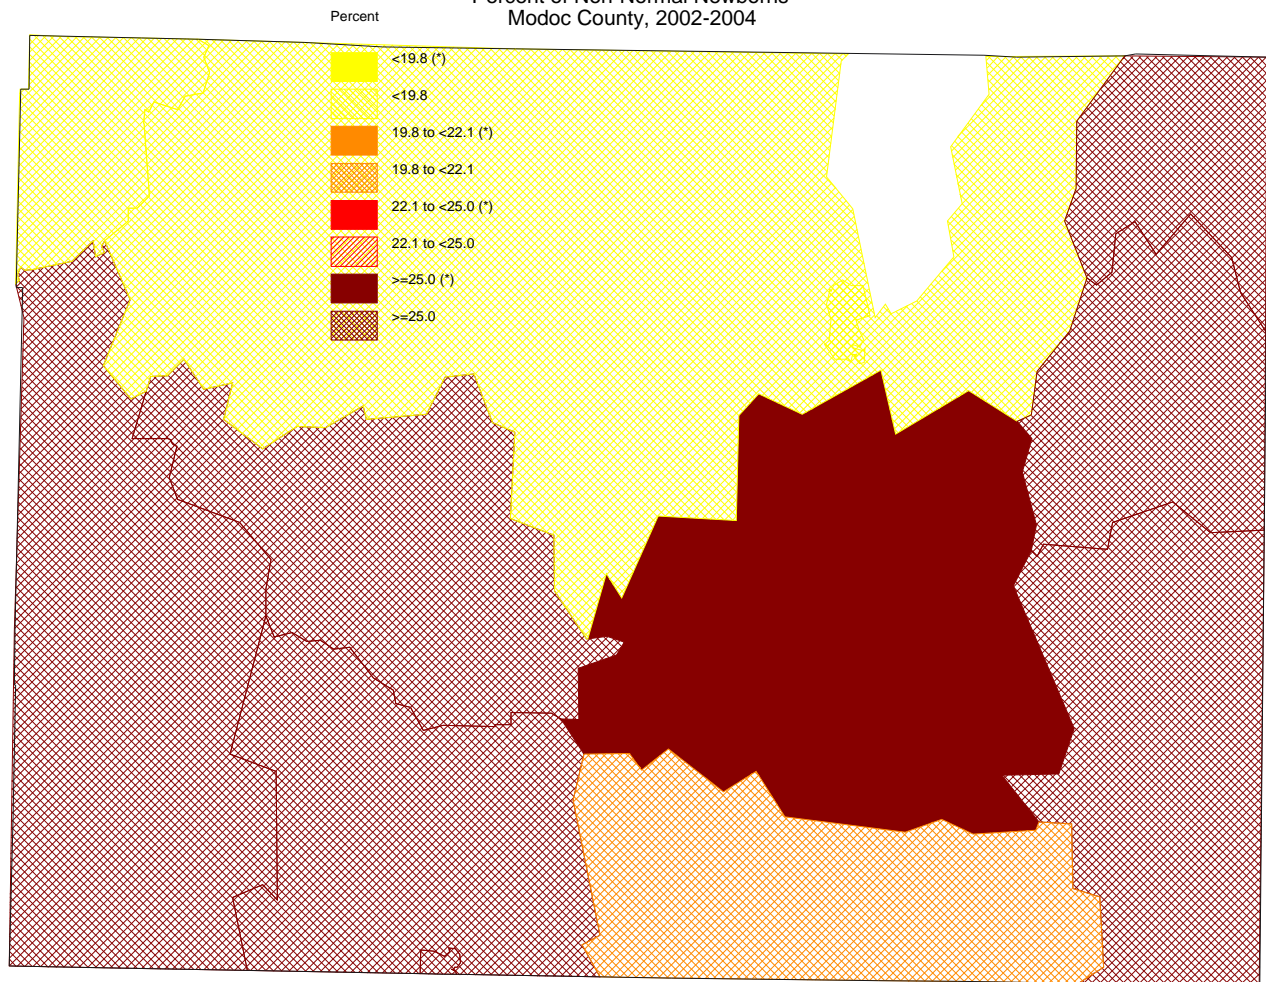 Percent of Non-Normal Newborns
Modoc County, 2002-2004
Percent
<19.8 (*)
<19.8
19.8 to <22.1 (*)
19.8 to <22.1
22.1 to <25.0 (*)
22.1 to <25.0
>=25.0 (*)
>=25.0